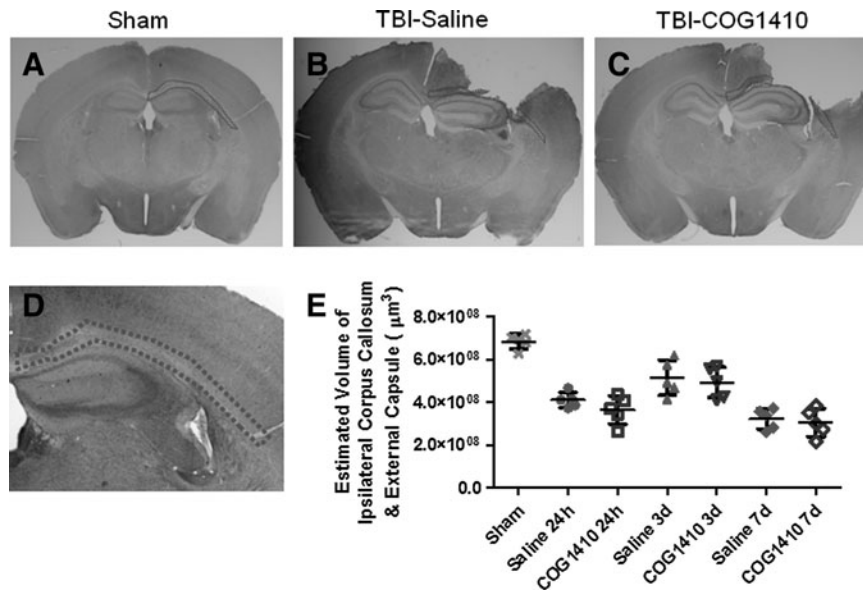 Sham
TBI-Saline
TBI-COG1410
A
B
C
D
E
Estimated Volume of
Ipsilateral Corpus Callosum
& External Capsule ( μm³)
8.0×10⁰⁸
6.0×10⁰⁸
4.0×10⁰⁸
2.0×10⁰⁸
0.0
Sham
Saline 24h
COG1410 24h
Saline 3d
COG1410 3d
Saline 7d
COG1410 7d